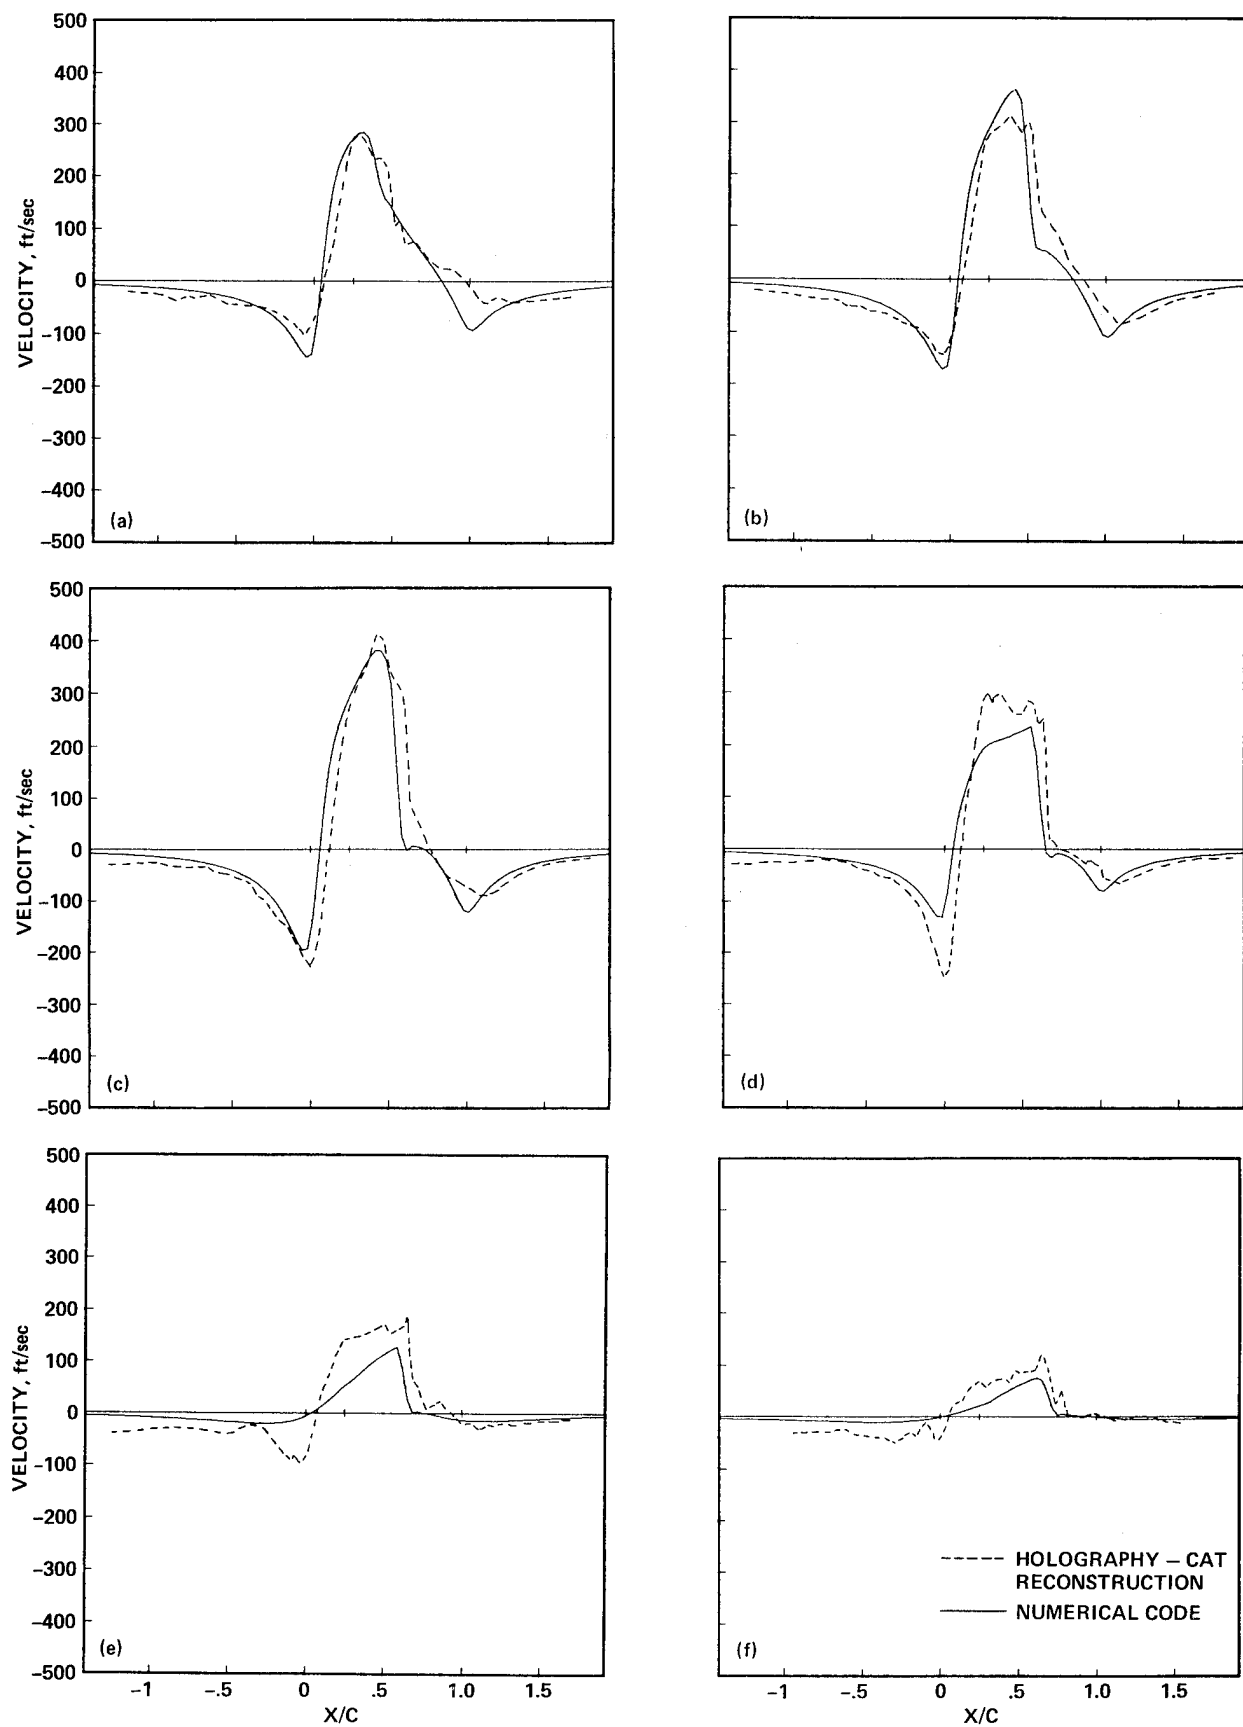 500
400
300
200
100
0
−100
−200
−300
−400
−500
VELOCITY, ft/sec
(a)
(b)
500
400
300
200
100
0
−100
−200
−300
−400
−500
VELOCITY, ft/sec
(c)
(d)
500
400
300
200
100
0
−100
−200
−300
−400
−500
VELOCITY, ft/sec
(e)
−1 −.5 0 .5 1.0 1.5
X/C
HOLOGRAPHY – CAT
RECONSTRUCTION
NUMERICAL CODE
(f)
−1 −.5 0 .5 1.0 1.5
X/C